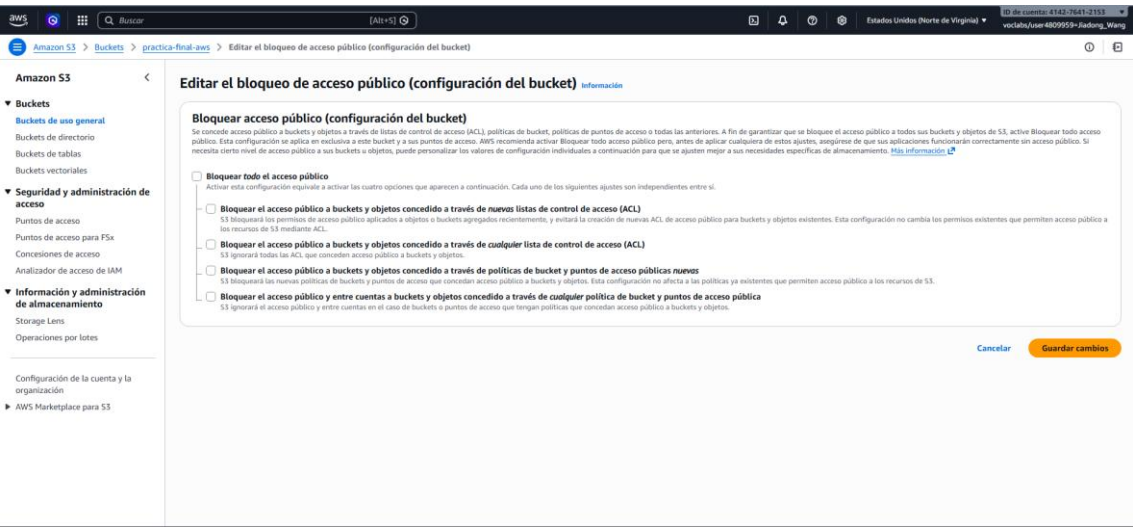 aws
Buscar
[Alt+S]
Estados Unidos (Norte de Virginia)
ID de cuenta: 4142-7641-2153
voclabs/user4809959=Jiadong_Wang
Amazon S3 > Buckets > practica-final-aws > Editar el bloqueo de acceso público (configuración del bucket)
Amazon S3
Buckets
Buckets de uso general
Buckets de directorio
Buckets de tablas
Buckets vectoriales
Seguridad y administración de
acceso
Puntos de acceso
Puntos de acceso para FSx
Concesiones de acceso
Analizador de acceso de IAM
Información y administración
de almacenamiento
Storage Lens
Operaciones por lotes
Configuración de la cuenta y la
organización
AWS Marketplace para S3
Editar el bloqueo de acceso público (configuración del bucket) Información
Bloquear acceso público (configuración del bucket)
Se concede acceso público a buckets y objetos a través de listas de control de acceso (ACL), políticas de bucket, políticas de puntos de acceso o todas las anteriores. A fin de garantizar que se bloquee el acceso público a todos sus buckets y objetos de S3, active Bloquear todo acceso
público. Esta configuración se aplica en exclusiva a este bucket y a sus puntos de acceso. AWS recomienda activar Bloquear todo acceso público pero, antes de aplicar cualquiera de estos ajustes, asegúrese de que sus aplicaciones funcionarán correctamente sin acceso público. Si
necesita cierto nivel de acceso público a sus buckets u objetos, puede personalizar los valores de configuración individuales a continuación para que se ajusten mejor a sus necesidades específicas de almacenamiento. Más información
Bloquear todo el acceso público
Activar esta configuración equivale a activar las cuatro opciones que aparecen a continuación. Cada uno de los siguientes ajustes son independientes entre sí.
Bloquear el acceso público a buckets y objetos concedido a través de nuevas listas de control de acceso (ACL)
S3 bloqueará los permisos de acceso público aplicados a objetos o buckets agregados recientemente, y evitará la creación de nuevas ACL de acceso público para buckets y objetos existentes. Esta configuración no cambia los permisos existentes que permiten acceso público a
los recursos de S3 mediante ACL.
Bloquear el acceso público a buckets y objetos concedido a través de cualquier lista de control de acceso (ACL)
S3 ignorará todas las ACL que conceden acceso público a buckets y objetos.
Bloquear el acceso público a buckets y objetos concedido a través de políticas de bucket y puntos de acceso públicas nuevas
S3 bloqueará las nuevas políticas de buckets y puntos de acceso que concedan acceso público a buckets y objetos. Esta configuración no afecta a las políticas ya existentes que permiten acceso público a los recursos de S3.
Bloquear el acceso público y entre cuentas a buckets y objetos concedido a través de cualquier política de bucket y puntos de acceso pública
S3 ignorará el acceso público y entre cuentas en el caso de buckets o puntos de acceso que tengan políticas que concedan acceso público a buckets y objetos.
Cancelar
Guardar cambios